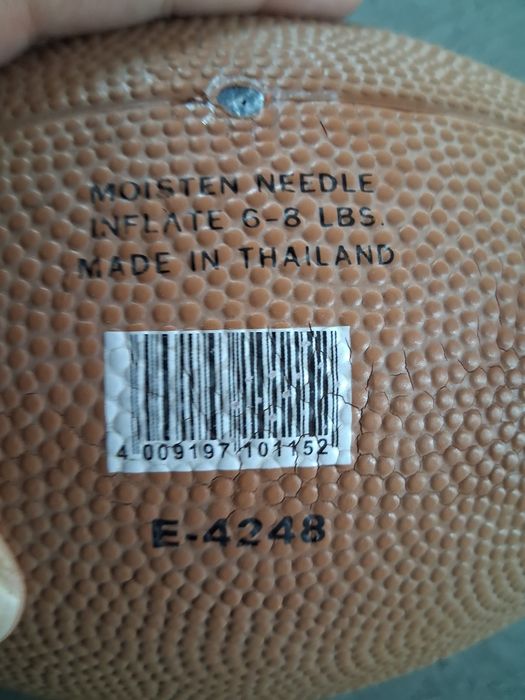 MOISTEN NEEDLE
INFLATE 6-8 LBS.
MADE IN THAILAND
4 009197 101152
E-4248